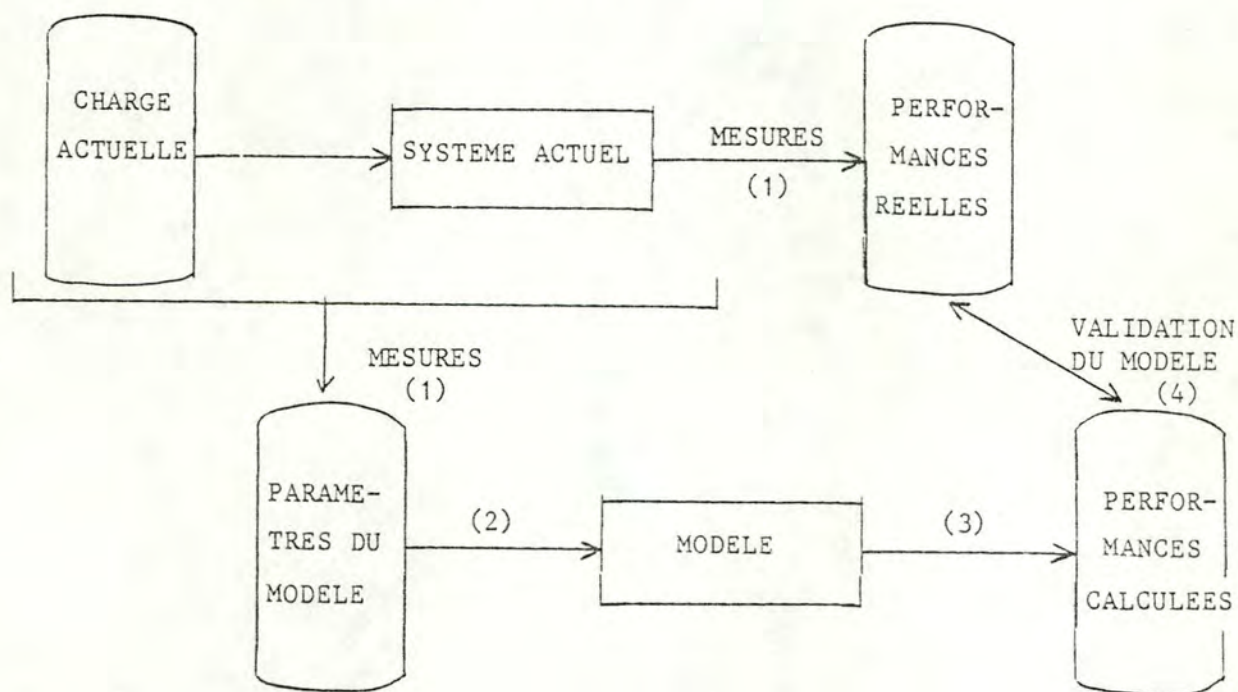 CHARGE
ACTUELLE
SYSTEME ACTUEL
MESURES
(1)
PERFOR-
MANCES
REELLES
MESURES
(1)
VALIDATION
DU MODELE
(4)
PARAME-
TRES DU
MODELE
(2)
MODELE
(3)
PERFOR-
MANCES
CALCULEES